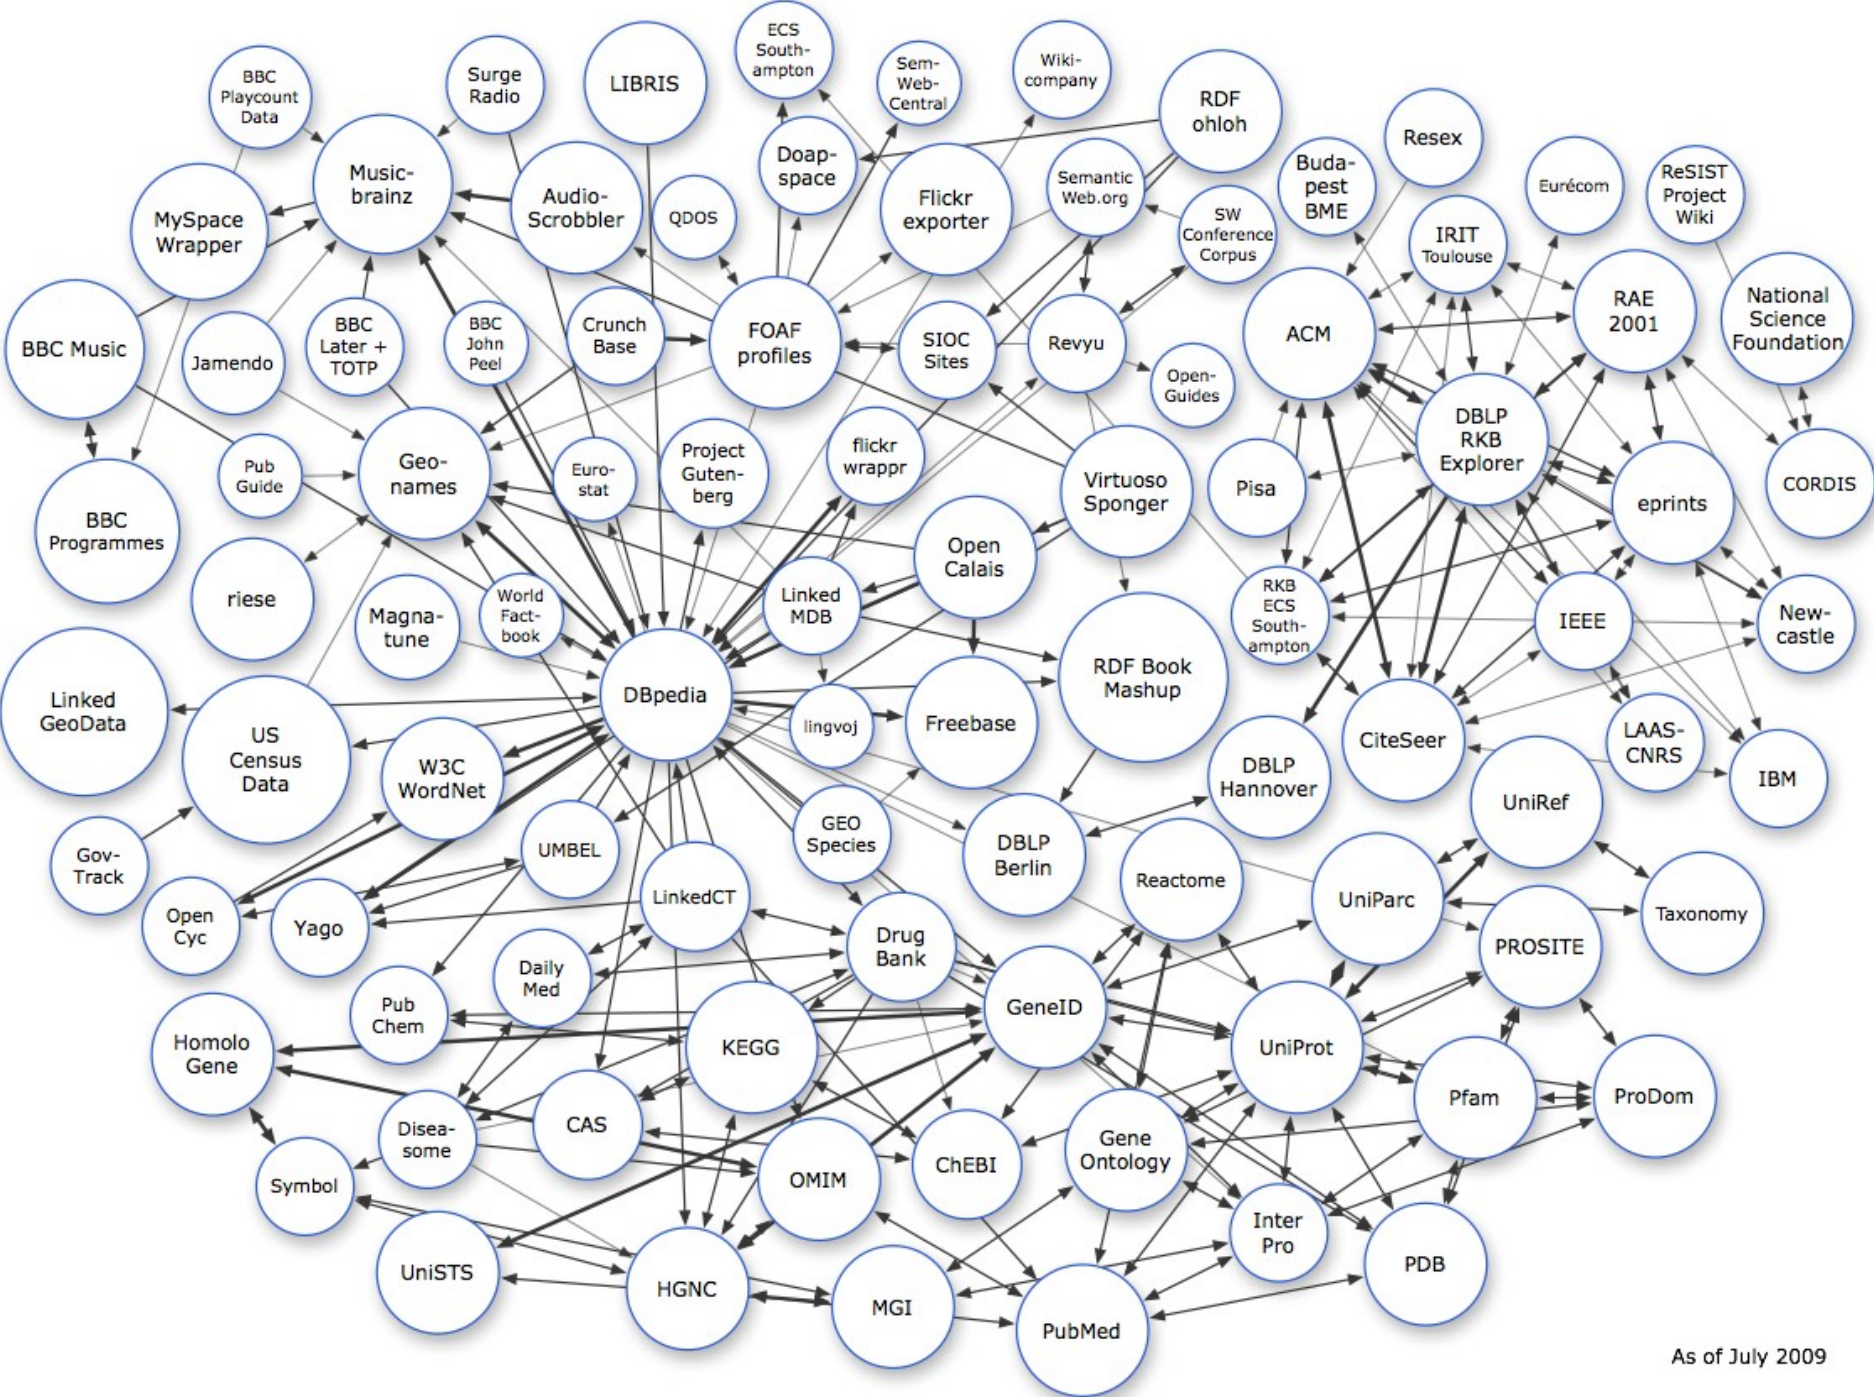 ECS
South-
ampton
BBC
Playcount
Data
Surge
Radio
LIBRIS
Sem-
Web-
Central
Wiki-
company
RDF
ohloh
Resex
Music-
brainz
Audio-
Scrobbler
Doap-
space
Flickr
exporter
Semantic
Web.org
Buda-
pest
BME
Eurécom
ReSIST
Project
Wiki
MySpace
Wrapper
QDOS
SW
Conference
Corpus
IRIT
Toulouse
BBC Music
Jamendo
BBC
Later +
TOTP
BBC
John
Peel
Crunch
Base
FOAF
profiles
SIOC
Sites
Revyu
Open-
Guides
ACM
RAE
2001
National
Science
Foundation
BBC
Programmes
Pub
Guide
Geo-
names
Euro-
stat
Project
Guten-
berg
flickr
wrappr
Virtuoso
Sponger
Pisa
DBLP
RKB
Explorer
eprints
CORDIS
riese
Magna-
tune
World
Fact-
book
Linked
MDB
Open
Calais
RKB
ECS
South-
ampton
IEEE
New-
castle
Linked
GeoData
US
Census
Data
W3C
WordNet
DBpedia
lingvoj
Freebase
RDF Book
Mashup
DBLP
Hannover
CiteSeer
LAAS-
CNRS
IBM
Gov-
Track
Open
Cyc
Yago
UMBEL
LinkedCT
GEO
Species
DBLP
Berlin
Reactome
UniParc
UniRef
Taxonomy
Homolo
Gene
Pub
Chem
Daily
Med
KEGG
Drug
Bank
GeneID
UniProt
PROSITE
Pfam
ProDom
Symbol
Disea-
some
CAS
OMIM
ChEBI
Gene
Ontology
Inter
Pro
PDB
UniSTS
HGNC
MGI
PubMed
As of July 2009